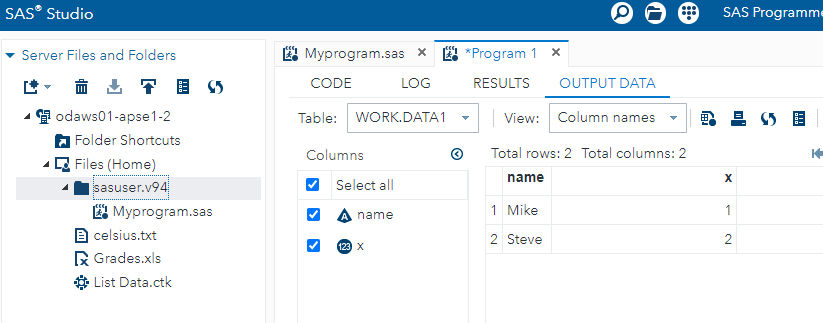 SAS® Studio
SAS Programme
Server Files and Folders
odaws01-apse1-2
Folder Shortcuts
Files (Home)
sasuser.v94
Myprogram.sas
celsius.txt
Grades.xls
List Data.ctk
Myprogram.sas
*Program 1
CODE LOG RESULTS OUTPUT DATA
Table: WORK.DATA1 View: Column names
Columns
Select all
name
123 x
Total rows: 2 Total columns: 2
name x
1 Mike 1
2 Steve 2